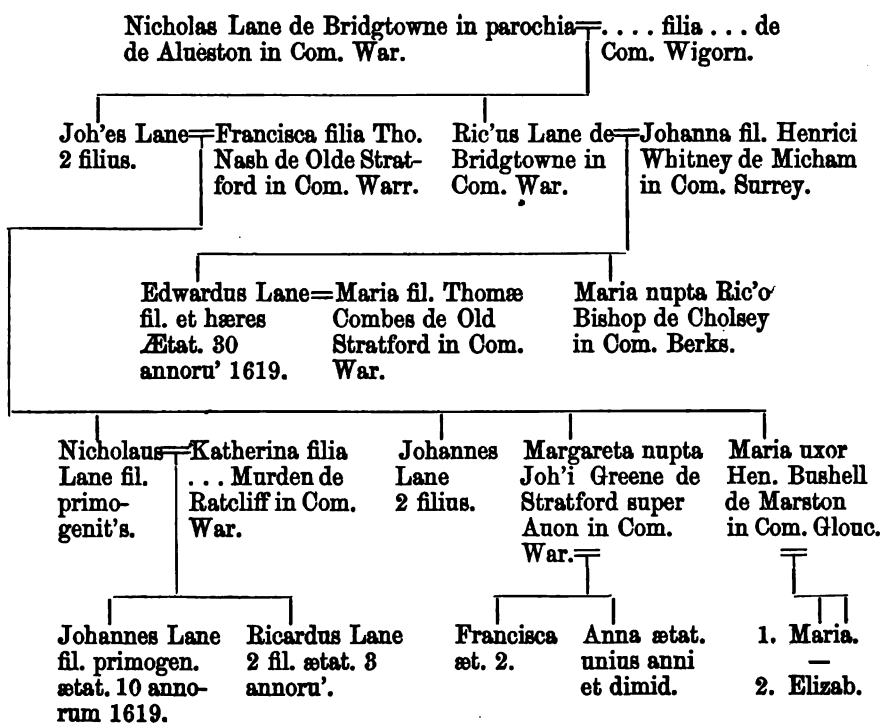 Nicholas Lane de Bridgtowne in parochia
de Alueston in Com. War.
. . . . filia . . . de
Com. Wigorn.
Joh'es Lane
2 filius.
Francisca filia Tho.
Nash de Olde Strat-
ford in Com. Warr.
Ric'us Lane de
Bridgtowne in
Com. War.
Johanna fil. Henrici
Whitney de Micham
in Com. Surrey.
Edwardus Lane
fil. et hæres
Ætat. 30
annoru' 1619.
Maria fil. Thomæ
Combes de Old
Stratford in Com.
War.
Maria nupta Ric'o
Bishop de Cholsey
in Com. Berks.
Nicholaus
Lane fil.
primo-
genit's.
Katherina filia
. . . Murden de
Ratcliff in Com.
War.
Johannes
Lane
2 filius.
Margareta nupta
Joh'i Greene de
Stratford super
Auon in Com.
War.
Maria uxor
Hen. Bushell
de Marston
in Com. Glouc.
Johannes Lane
fil. primogen.
ætat. 10 anno-
rum 1619.
Ricardus Lane
2 fil. ætat. 3
annoru'.
Francisca
æt. 2.
Anna ætat.
unius anni
et dimid.
1. Maria.
—
2. Elizab.